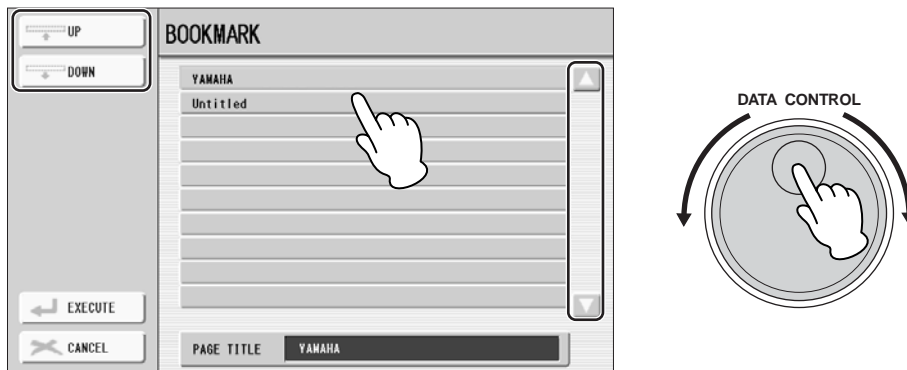 UP
DOWN
BOOKMARK
YAMAHA
Untitled
EXECUTE
CANCEL
PAGE TITLE YAMAHA
DATA CONTROL